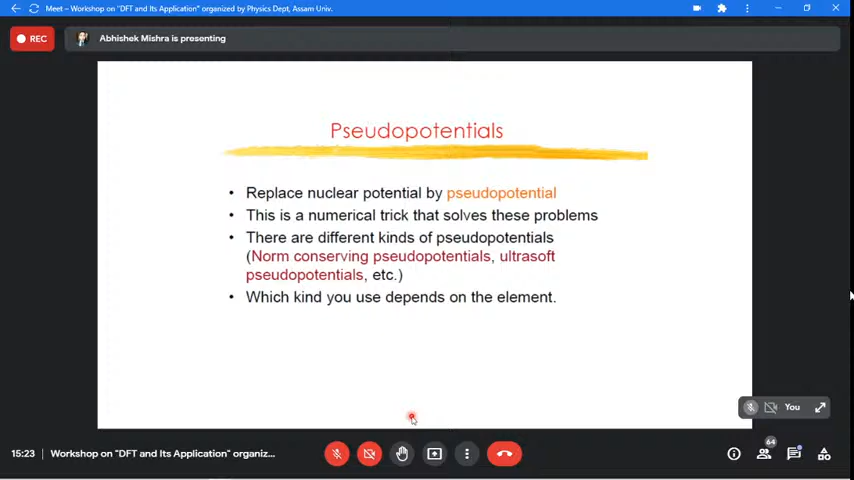 Meet – Workshop on "DFT and Its Application" organized by Physics Dept, Assam Univ.
REC
Abhishek Mishra is presenting
Pseudopotentials
• Replace nuclear potential by pseudopotential
• This is a numerical trick that solves these problems
• There are different kinds of pseudopotentials
(Norm conserving pseudopotentials, ultrasoft
pseudopotentials, etc.)
• Which kind you use depends on the element.
You
64
15:23 Workshop on "DFT and Its Application" organiz...